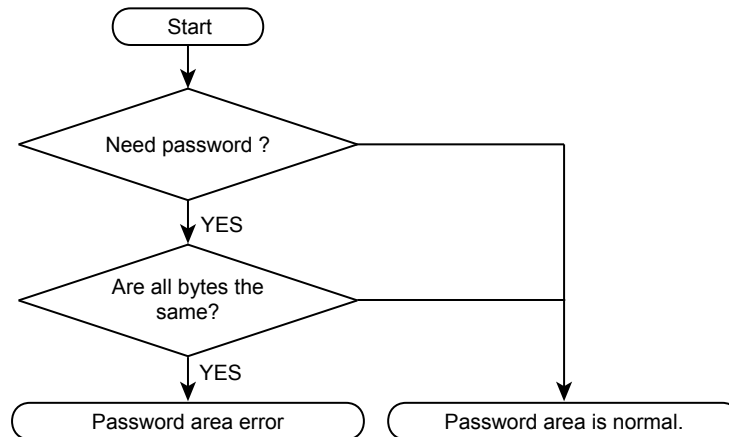 Start
Need password ?
YES
Are all bytes the
same?
YES
Password area error
Password area is normal.